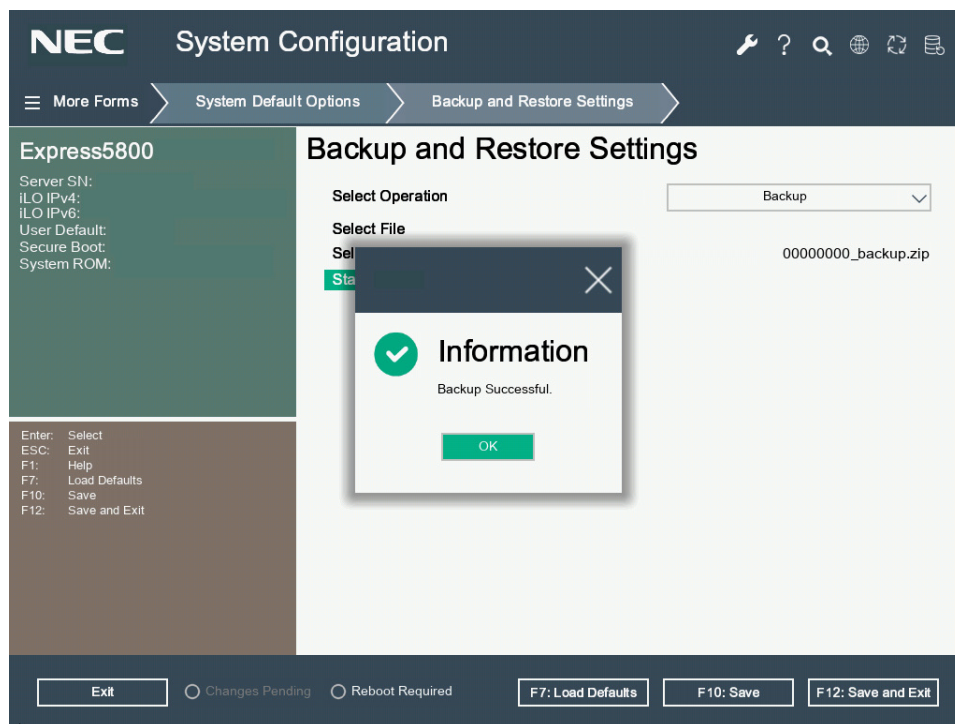 NEC System Configuration
?
More Forms System Default Options Backup and Restore Settings
Express5800
Server SN:
iLO IPv4:
iLO IPv6:
User Default:
Secure Boot:
System ROM:
Enter: Select
ESC: Exit
F1: Help
F7: Load Defaults
F10: Save
F12: Save and Exit
Backup and Restore Settings
Select Operation Backup
Select File
Sel 00000000_backup.zip
Sta
Information
Backup Successful.
OK
Exit Changes Pending Reboot Required F7: Load Defaults F10: Save F12: Save and Exit